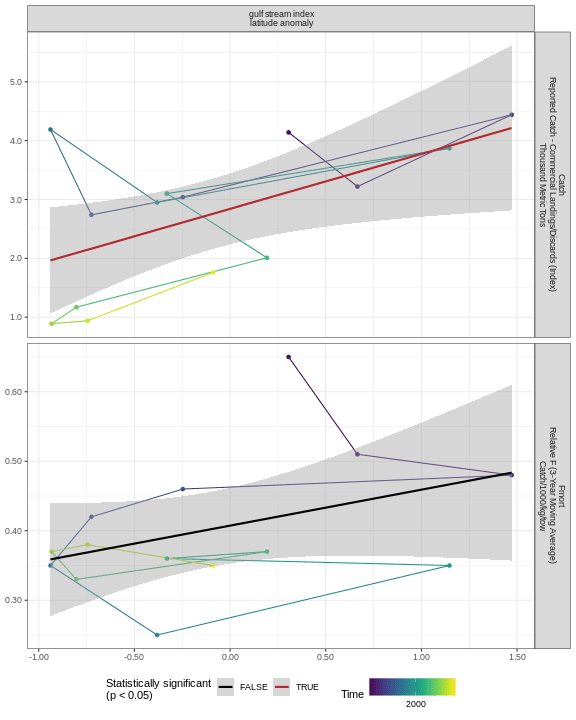 gulf stream index
latitude anomaly
5.0
4.0
3.0
2.0
1.0
Catch
Reported Catch - Commercial Landings/Discards (Index)
Thousand Metric Tons
0.60
0.50
0.40
0.30
Fmort
Relative F (3-Year Moving Average)
Catch/1000/kg/tow
-1.00
-0.50
0.00
0.50
1.00
1.50
Statistically significant
(p < 0.05)
FALSE
TRUE
Time
2000